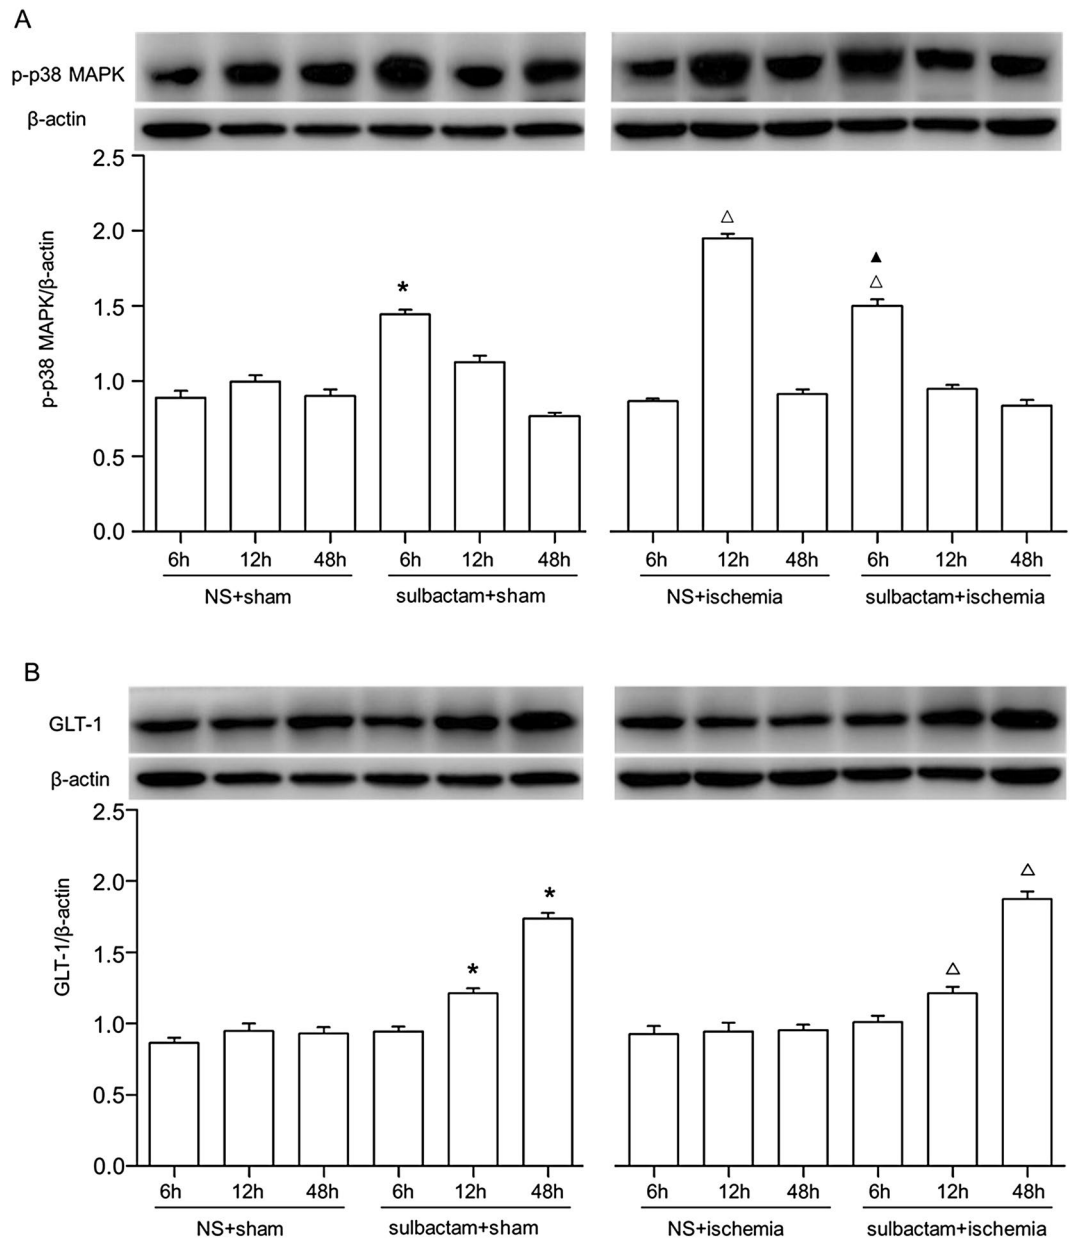 A
p-p38 MAPK
β-actin
2.5
2.0
1.5
1.0
0.5
0.0
p-p38 MAPK/β-actin
*
△
▲
△
6h 12h 48h 6h 12h 48h 6h 12h 48h 6h 12h 48h
NS+sham sulbactam+sham NS+ischemia sulbactam+ischemia
B
GLT-1
β-actin
2.5
2.0
1.5
1.0
0.5
0.0
GLT-1/β-actin
*
*
△
△
6h 12h 48h 6h 12h 48h 6h 12h 48h 6h 12h 48h
NS+sham sulbactam+sham NS+ischemia sulbactam+ischemia